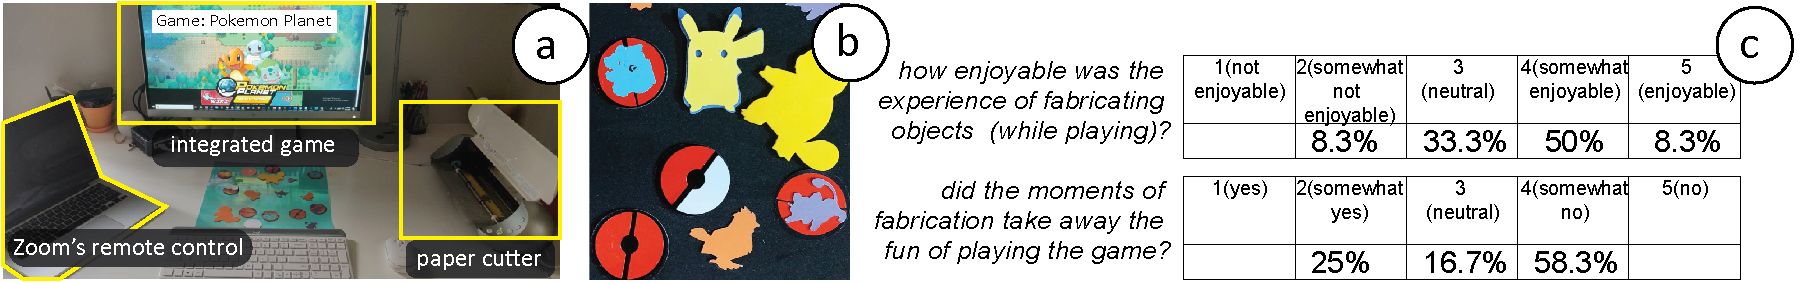 Game: Pokemon Planet
POKEMON
PLANET
integrated game
Zoom's remote control
paper cutter
a
b
c
how enjoyable was the
experience of fabricating
objects (while playing)?
1(not enjoyable) 2(somewhat not enjoyable) 3 (neutral) 4(somewhat enjoyable) 5 (enjoyable)
8.3% 33.3% 50% 8.3%
did the moments of
fabrication take away the
fun of playing the game?
1(yes) 2(somewhat yes) 3 (neutral) 4(somewhat no) 5(no)
25% 16.7% 58.3%